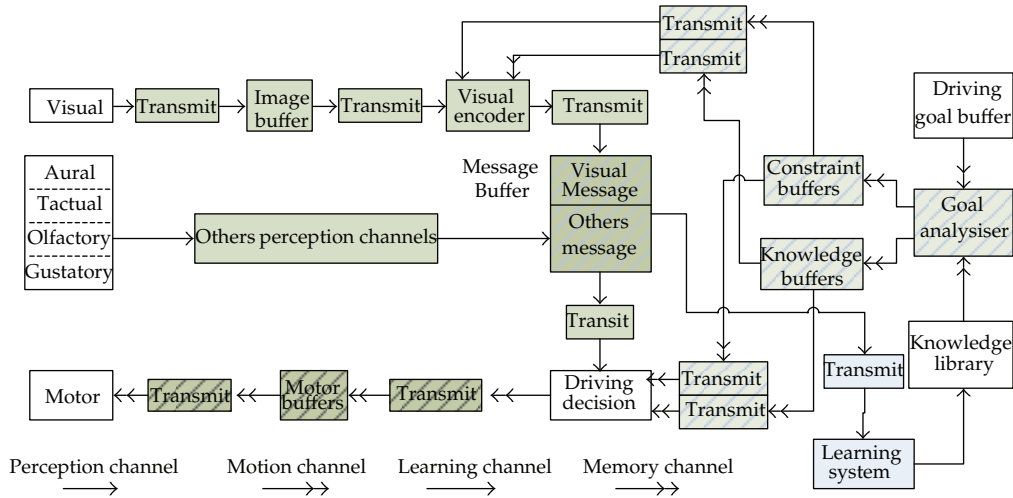 Transmit
Transmit
Visual
Transmit
Image
buffer
Transmit
Visual
encoder
Transmit
Driving
goal buffer
Message
Buffer
Visual
Message
Others
message
Constraint
buffers
Goal
analysiser
Aural
Tactual
Olfactory
Gustatory
Others perception channels
Knowledge
buffers
Transit
Knowledge
library
Motor
Transmit
Motor
buffers
Transmit
Driving
decision
Transmit
Transmit
Transmit
Learning
system
Perception channel
Motion channel
Learning channel
Memory channel